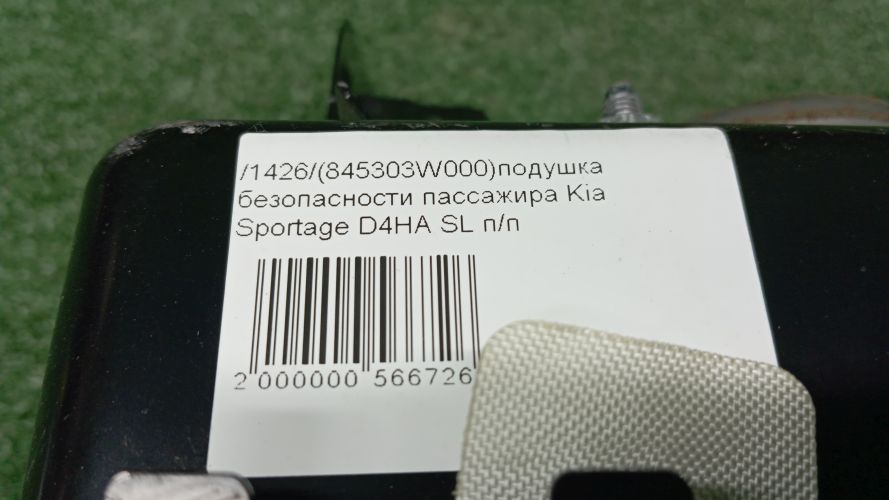 /1426/(845303W000)подушка
безопасности пассажира Kia
Sportage D4HA SL п/п
2 000000 566726